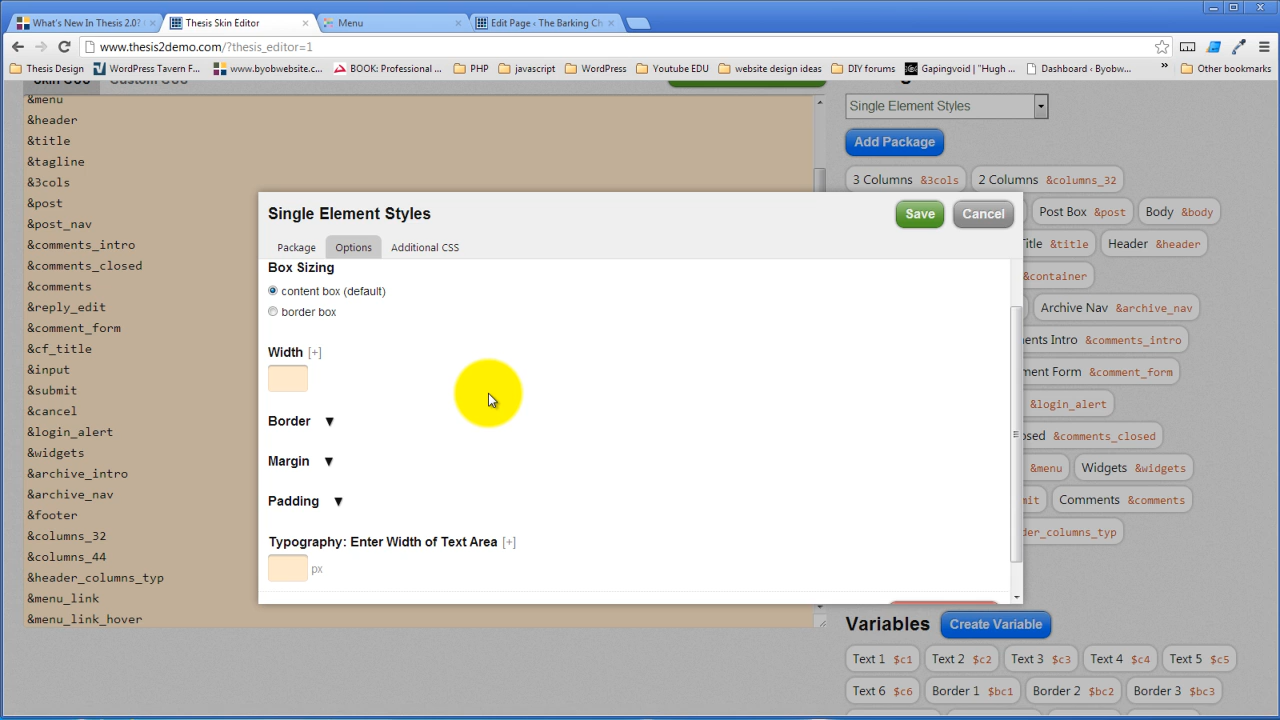 What's New In Thesis 2.0?
Thesis Skin Editor
Menu
Edit Page ‹ The Barking Ch
www.thesis2demo.com/?thesis_editor=1
Thesis Design
WordPress Tavern F...
www.byobwebsite.c...
BOOK: Professional ...
PHP
javascript
WordPress
Youtube EDU
website design ideas
DIY forums
Gapingvoid | "Hugh ...
Dashboard ‹ Byobw...
»
Other bookmarks
&menu
&header
&title
&tagline
&3cols
&post
&post_nav
&comments_intro
&comments_closed
&comments
&reply_edit
&comment_form
&cf_title
&input
&submit
&cancel
&login_alert
&widgets
&archive_intro
&archive_nav
&footer
&columns_32
&columns_44
&header_columns_typ
&menu_link
&menu_link_hover
Single Element Styles
Save
Cancel
Package
Options
Additional CSS
Box Sizing
content box (default)
border box
Width [+]
Border ▼
Margin ▼
Padding ▼
Typography: Enter Width of Text Area [+]
px
Single Element Styles
Add Package
3 Columns &3cols
2 Columns &columns_32
Post Box &post
Body &body
&title
Header &header
&container
Archive Nav &archive_nav
Intro &comments_intro
Form &comment_form
&login_alert
&comments_closed
&menu
Widgets &widgets
Comments &comments
Variables
Create Variable
Text 1 $c1
Text 2 $c2
Text 3 $c3
Text 4 $c4
Text 5 $c5
Text 6 $c6
Border 1 $bc1
Border 2 $bc2
Border 3 $bc3